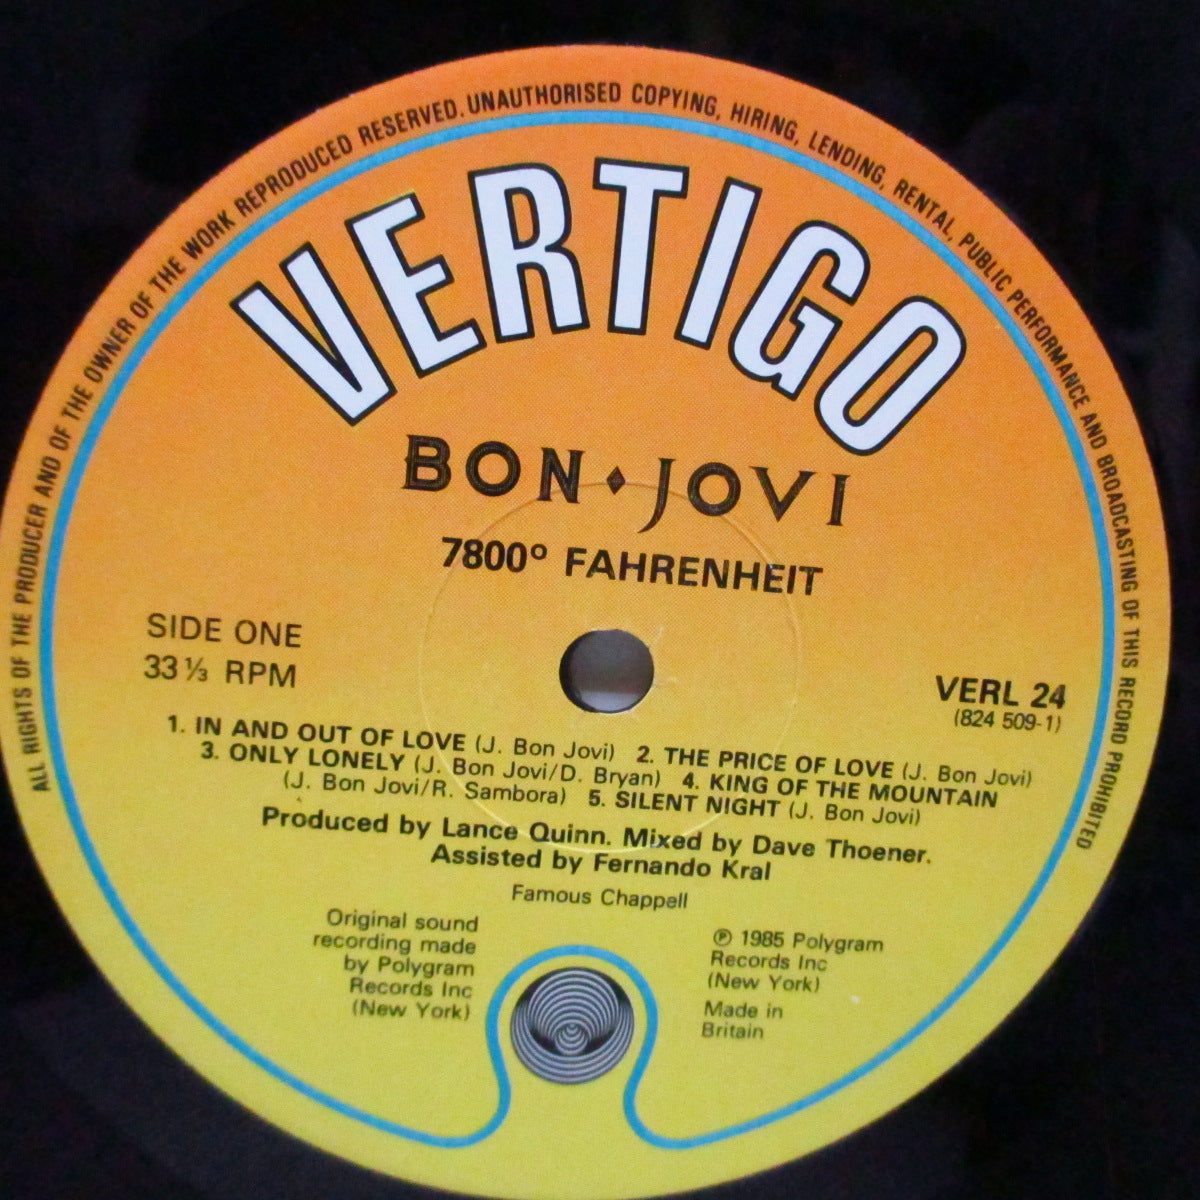 ALL RIGHTS OF THE PRODUCER AND OF THE OWNER OF THE WORK REPRODUCED RESERVED. UNAUTHORISED COPYING, HIRING, LENDING, RENTAL, PUBLIC PERFORMANCE AND BROADCASTING OF THIS RECORD PROHIBITED
VERTIGO
BON♦JOVI
7800° FAHRENHEIT
SIDE ONE
33⅓ RPM
VERL 24
(824 509-1)
1. IN AND OUT OF LOVE (J. Bon Jovi) 2. THE PRICE OF LOVE (J. Bon Jovi)
3. ONLY LONELY (J. Bon Jovi/D. Bryan) 4. KING OF THE MOUNTAIN
(J. Bon Jovi/R. Sambora) 5. SILENT NIGHT (J. Bon Jovi)
Produced by Lance Quinn. Mixed by Dave Thoener.
Assisted by Fernando Kral
Famous Chappell
Original sound
recording made
by Polygram
Records Inc
(New York)
℗ 1985 Polygram
Records Inc
(New York)
Made in
Britain